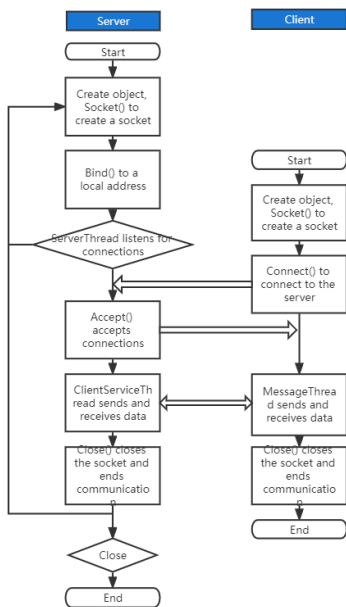 Server
Client
Start
Create object,
Socket() to
create a socket
Bind() to a
local address
ServerThread listens for
connections
Accept()
accepts
connections
ClientServiceTh
read sends and
receives data
Close() closes
the socket and
ends
communicatio
n
Close
End
Start
Create object,
Socket() to
create a socket
Connect() to
connect to the
server
MessageThrea
d sends and
receives data
Close() closes
the socket and
ends
communicatio
n
End